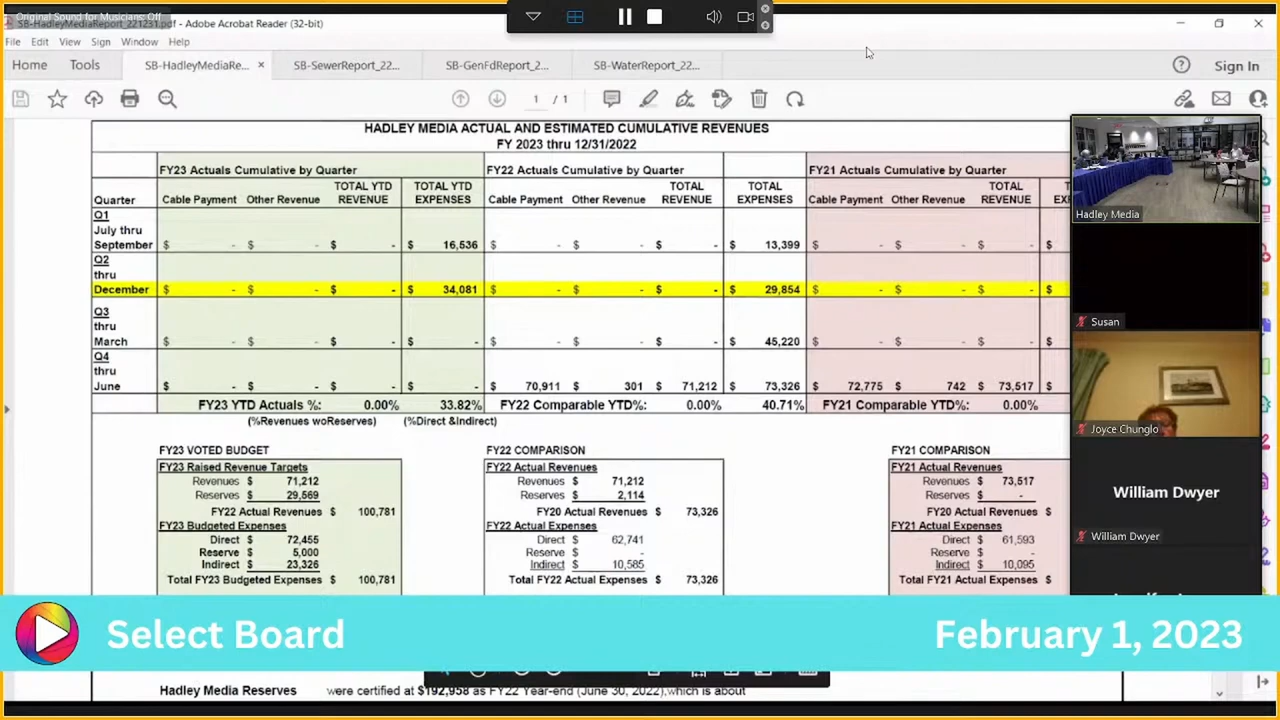 Original Sound for Musicians: Off
SB-HadleyMediaReport_221231.pdf - Adobe Acrobat Reader (32-bit)
File Edit View Sign Window Help
Home Tools SB-HadleyMediaRe... × SB-SewerReport_22... SB-GenFdReport_2... SB-WaterReport_22... Sign In
1 / 1
HADLEY MEDIA ACTUAL AND ESTIMATED CUMULATIVE REVENUES
FY 2023 thru 12/31/2022
FY23 Actuals Cumulative by Quarter FY22 Actuals Cumulative by Quarter FY21 Actuals Cumulative by Quarter
TOTAL YTD TOTAL YTD TOTAL TOTAL TOTAL
Quarter Cable Payment Other Revenue REVENUE EXPENSES Cable Payment Other Revenue REVENUE EXPENSES Cable Payment Other Revenue REVENUE
Q1
July thru
September $ - $ - $ - $ 16,536 $ - $ - $ - $ 13,399 $ - $ - $ - $
Q2
thru
December $ - $ - $ - $ 34,081 $ - $ - $ - $ 29,854 $ - $ - $ - $
Q3
thru
March $ - $ - $ - $ - $ - $ - $ - $ 45,220 $ - $ - $ - $
Q4
thru
June $ - $ - $ - $ - $ 70,911 $ 301 $ 71,212 $ 73,326 $ 72,775 $ 742 $ 73,517 $
FY23 YTD Actuals %: 0.00% 33.82% FY22 Comparable YTD%: 0.00% 40.71% FY21 Comparable YTD%: 0.00%
(%Revenues woReserves) (%Direct &Indirect)
FY23 VOTED BUDGET FY22 COMPARISON FY21 COMPARISON
FY23 Raised Revenue Targets FY22 Actual Revenues FY21 Actual Revenues
Revenues $ 71,212 Revenues $ 71,212 Revenues $ 73,517
Reserves $ 29,569 Reserves $ 2,114 Reserves $ -
FY22 Actual Revenues $ 100,781 FY20 Actual Revenues $ 73,326 FY20 Actual Revenues $
FY23 Budgeted Expenses FY22 Actual Expenses FY21 Actual Expenses
Direct $ 72,455 Direct $ 62,741 Direct $ 61,593
Reserve $ 5,000 Reserve $ - Reserve $ -
Indirect $ 23,326 Indirect $ 10,585 Indirect $ 10,095
Total FY23 Budgeted Expenses $ 100,781 Total FY22 Actual Expenses $ 73,326 Total FY21 Actual Expenses $
Hadley Media
Susan
Joyce Chunglo
William Dwyer
William Dwyer
Select Board February 1, 2023
Hadley Media Reserves were certified at $192,958 as FY22 Year-end (June 30, 2022),which is about